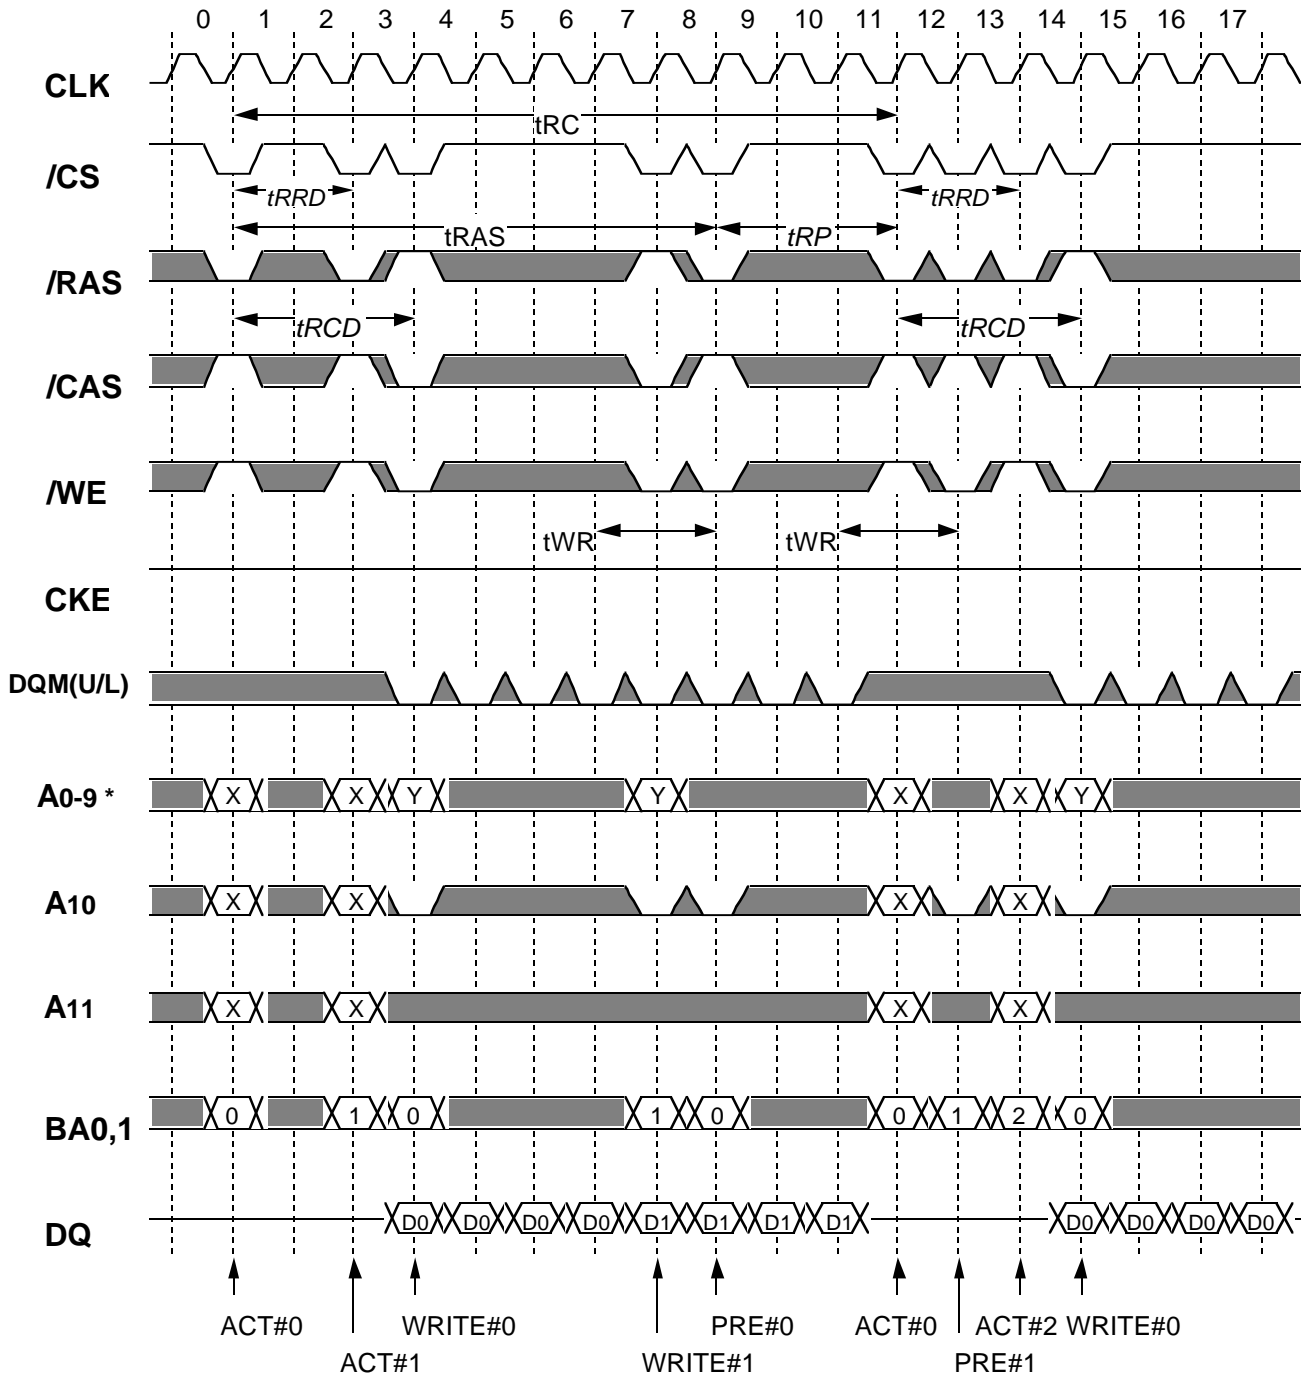 0 1 2 3 4 5 6 7 8 9 10 11 12 13 14 15 16 17
CLK
tRC
/CS
tRRD tRRD
tRAS tRP
/RAS
tRCD tRCD
/CAS
/WE
tWR tWR
CKE
DQM(U/L)
A0-9 * X X Y Y X X Y
A10 X X X X
A11 X X X X
BA0,1 0 1 0 1 0 0 1 2 0
DQ D0 D0 D0 D0 D1 D1 D1 D1 D0 D0 D0 D0
ACT#0 WRITE#0 PRE#0 ACT#0 ACT#2 WRITE#0
ACT#1 WRITE#1 PRE#1